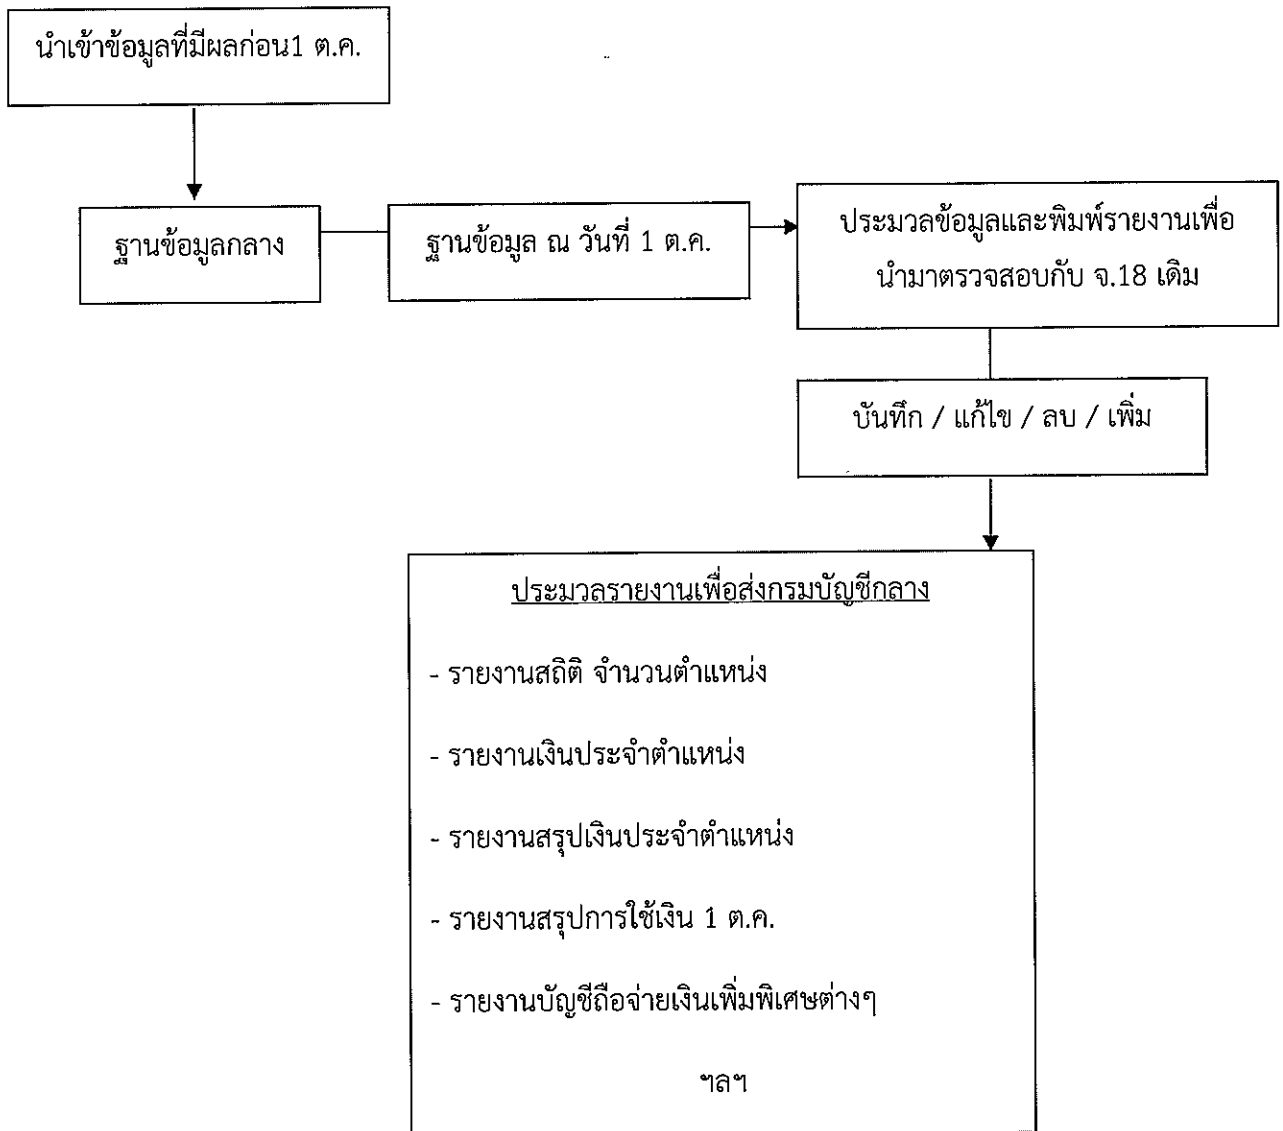 นำเข้าข้อมูลที่มีผลก่อน1 ต.ค.
ฐานข้อมูลกลาง
ฐานข้อมูล ณ วันที่ 1 ต.ค.
ประมวลข้อมูลและพิมพ์รายงานเพื่อ
นำมาตรวจสอบกับ จ.18 เดิม
บันทึก / แก้ไข / ลบ / เพิ่ม
ประมวลรายงานเพื่อส่งกรมบัญชีกลาง
- รายงานสถิติ จำนวนตำแหน่ง
- รายงานเงินประจำตำแหน่ง
- รายงานสรุปเงินประจำตำแหน่ง
- รายงานสรุปการใช้เงิน 1 ต.ค.
- รายงานบัญชีถือจ่ายเงินเพิ่มพิเศษต่างๆ
ฯลฯ